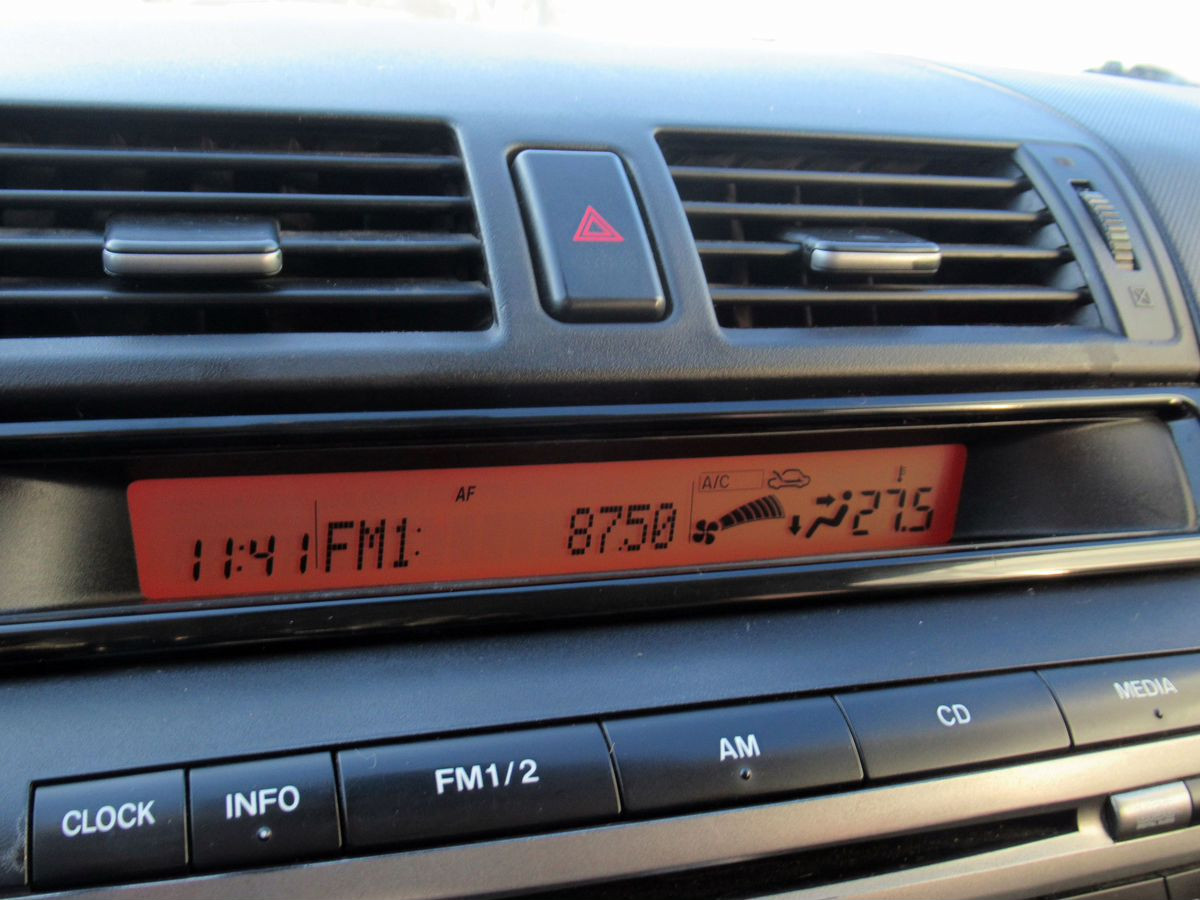 AF
A/C
11:41 FM1: 87.50 27.5
CLOCK INFO FM1/2 AM CD MEDIA